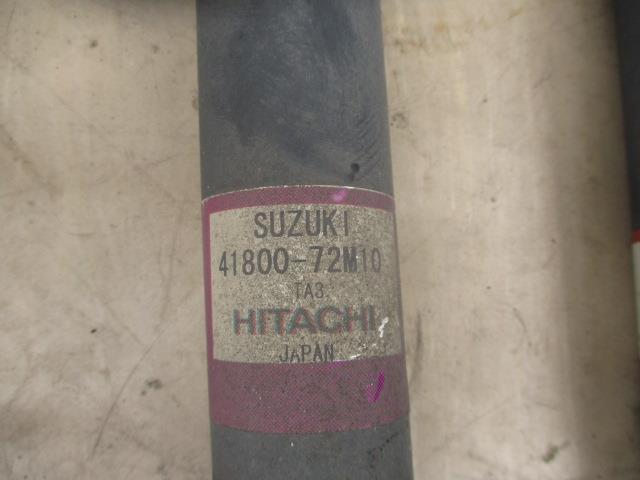 SUZUKI
41800-72M10
TA3
HITACHI
JAPAN